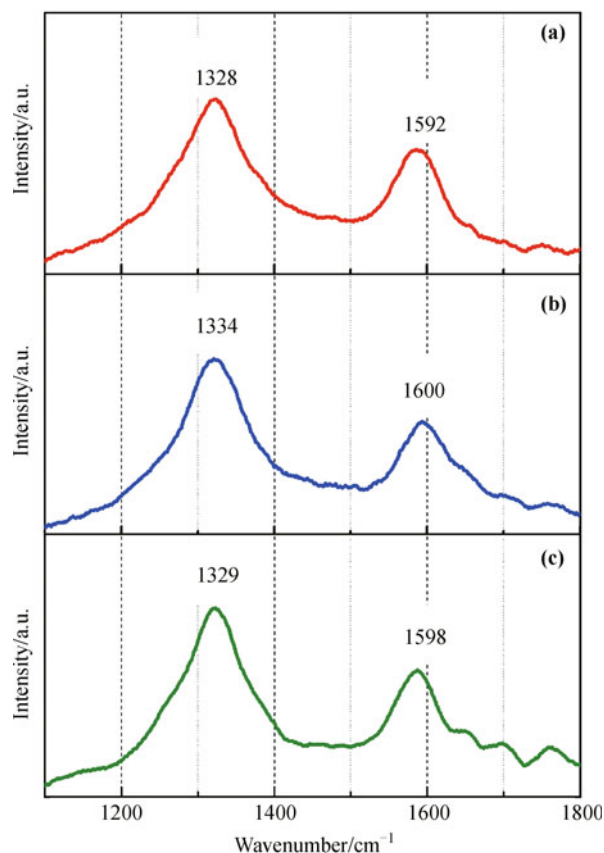 (a)
1328
1592
Intensity/a.u.
(b)
1334
1600
Intensity/a.u.
(c)
1329
1598
Intensity/a.u.
1200 1400 1600 1800
Wavenumber/cm⁻¹